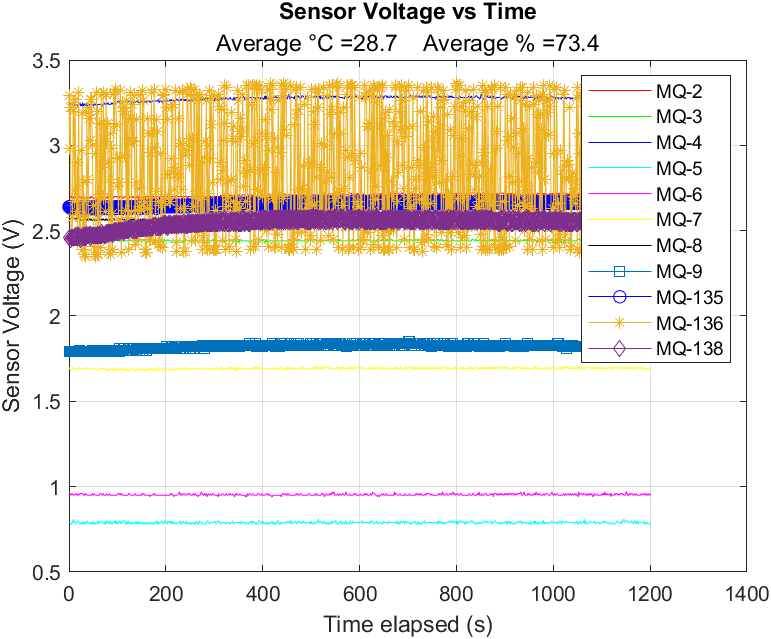 Sensor Voltage vs Time
Average °C =28.7 Average % =73.4
Sensor Voltage (V)
3.5
3
2.5
2
1.5
1
0.5
0
200
400
600
800
1000
1200
1400
Time elapsed (s)
MQ-2
MQ-3
MQ-4
MQ-5
MQ-6
MQ-7
MQ-8
MQ-9
MQ-135
MQ-136
MQ-138